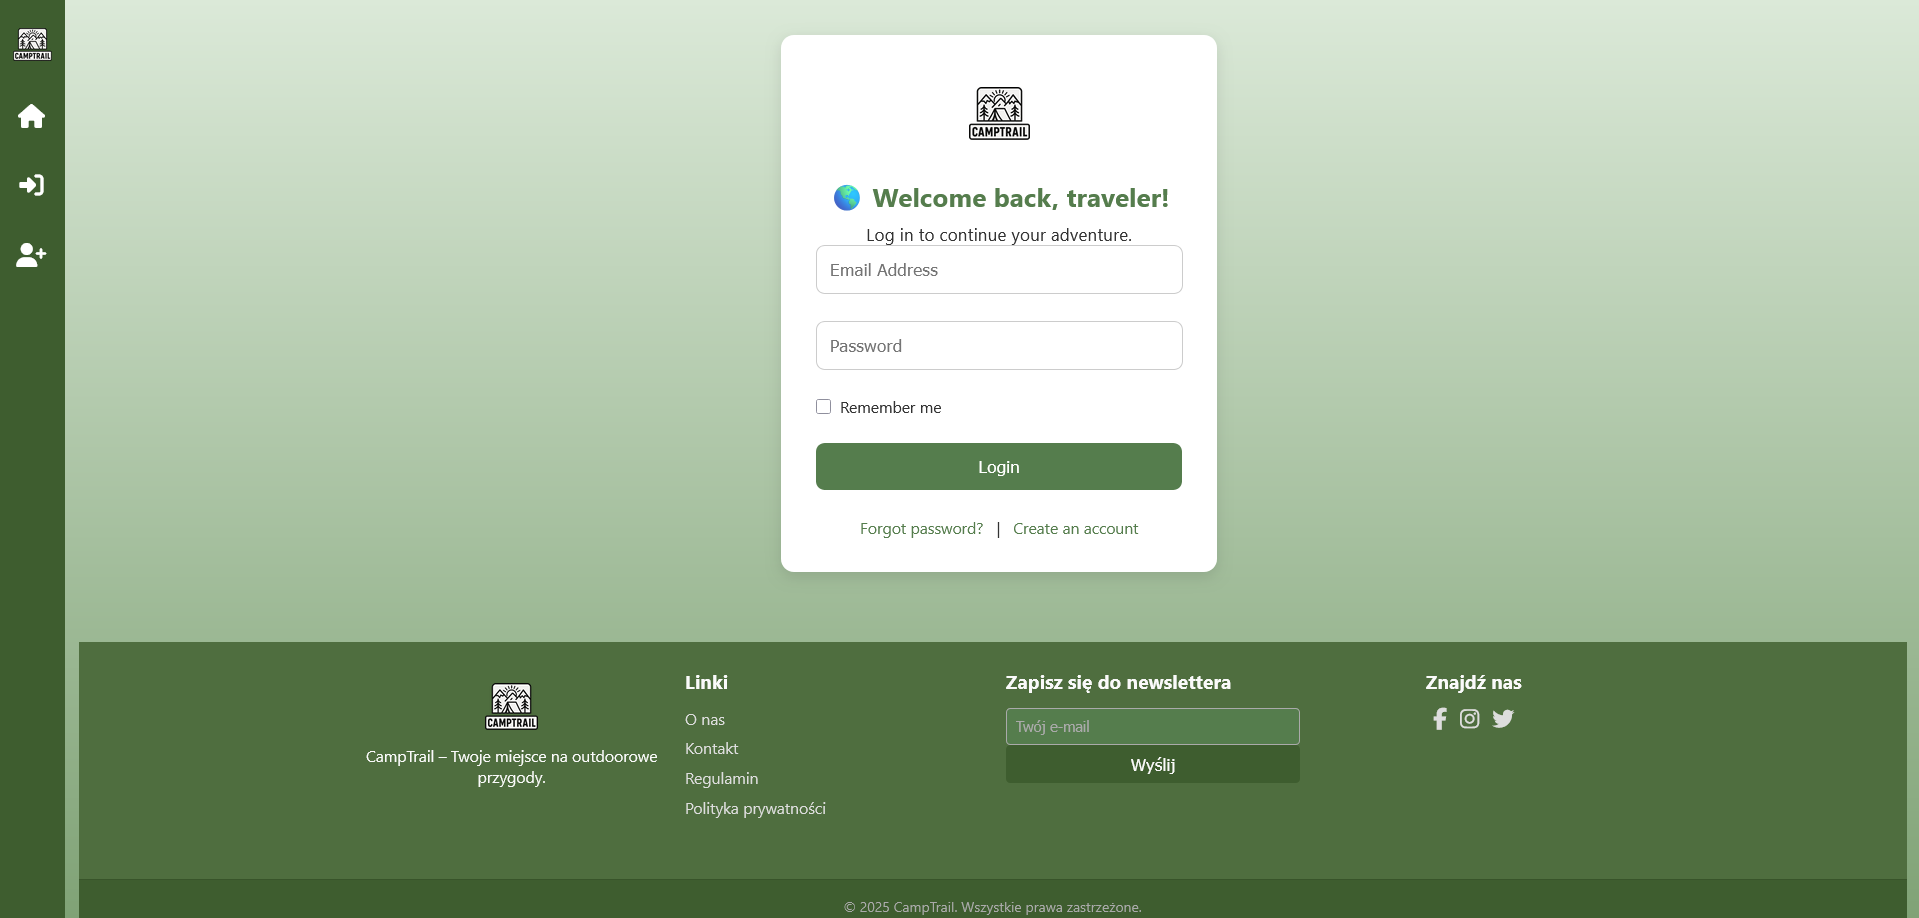 CAMPTRAIL
CAMPTRAIL
Welcome back, traveler!
Log in to continue your adventure.
Email Address
Password
Remember me
Login
Forgot password? | Create an account
CAMPTRAIL
CampTrail – Twoje miejsce na outdoorowe
przygody.
Linki
O nas
Kontakt
Regulamin
Polityka prywatności
Zapisz się do newslettera
Twój e-mail
Wyślij
Znajdź nas
© 2025 CampTrail. Wszystkie prawa zastrzeżone.